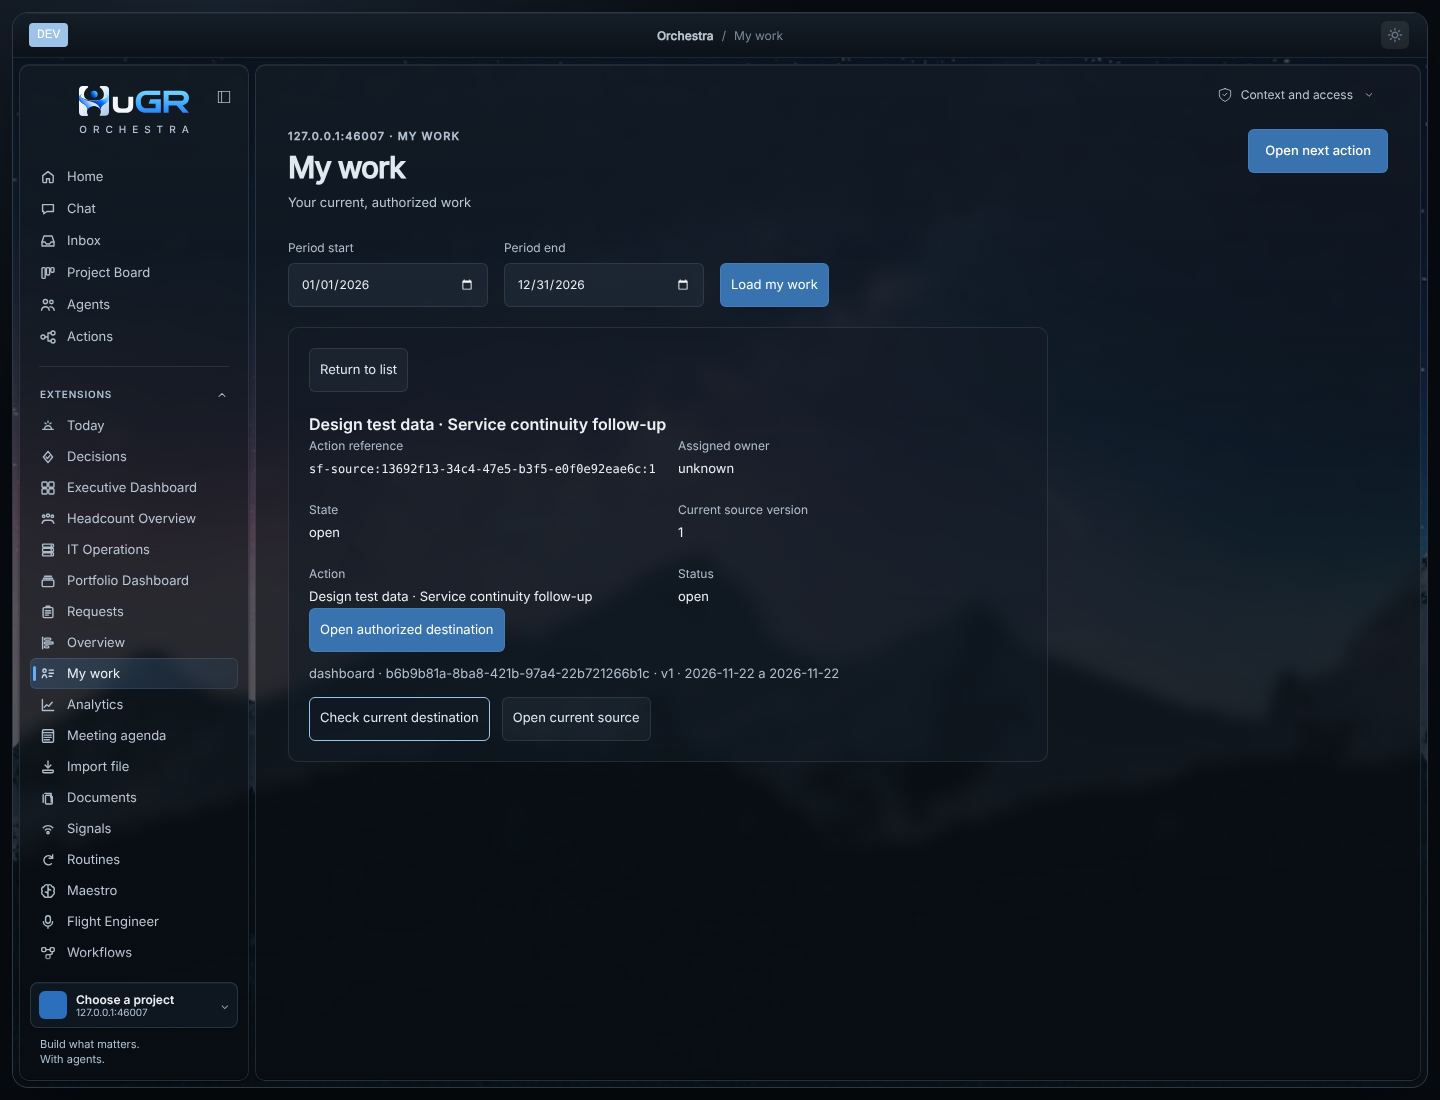 DEV
Orchestra / My work
HuGR
ORCHESTRA
Context and access
Home
Chat
Inbox
Project Board
Agents
Actions
EXTENSIONS
Today
Decisions
Executive Dashboard
Headcount Overview
IT Operations
Portfolio Dashboard
Requests
Overview
My work
Analytics
Meeting agenda
Import file
Documents
Signals
Routines
Maestro
Flight Engineer
Workflows
Choose a project
127.0.0.1:46007
Build what matters.
With agents.
127.0.0.1:46007 · MY WORK
My work
Your current, authorized work
Open next action
Period start
Period end
01/01/2026
12/31/2026
Load my work
Return to list
Design test data · Service continuity follow-up
Action reference
sf-source:13692f13-34c4-47e5-b3f5-e0f0e92eae6c:1
Assigned owner
unknown
State
open
Current source version
1
Action
Design test data · Service continuity follow-up
Status
open
Open authorized destination
dashboard · b6b9b81a-8ba8-421b-97a4-22b721266b1c · v1 · 2026-11-22 a 2026-11-22
Check current destination
Open current source